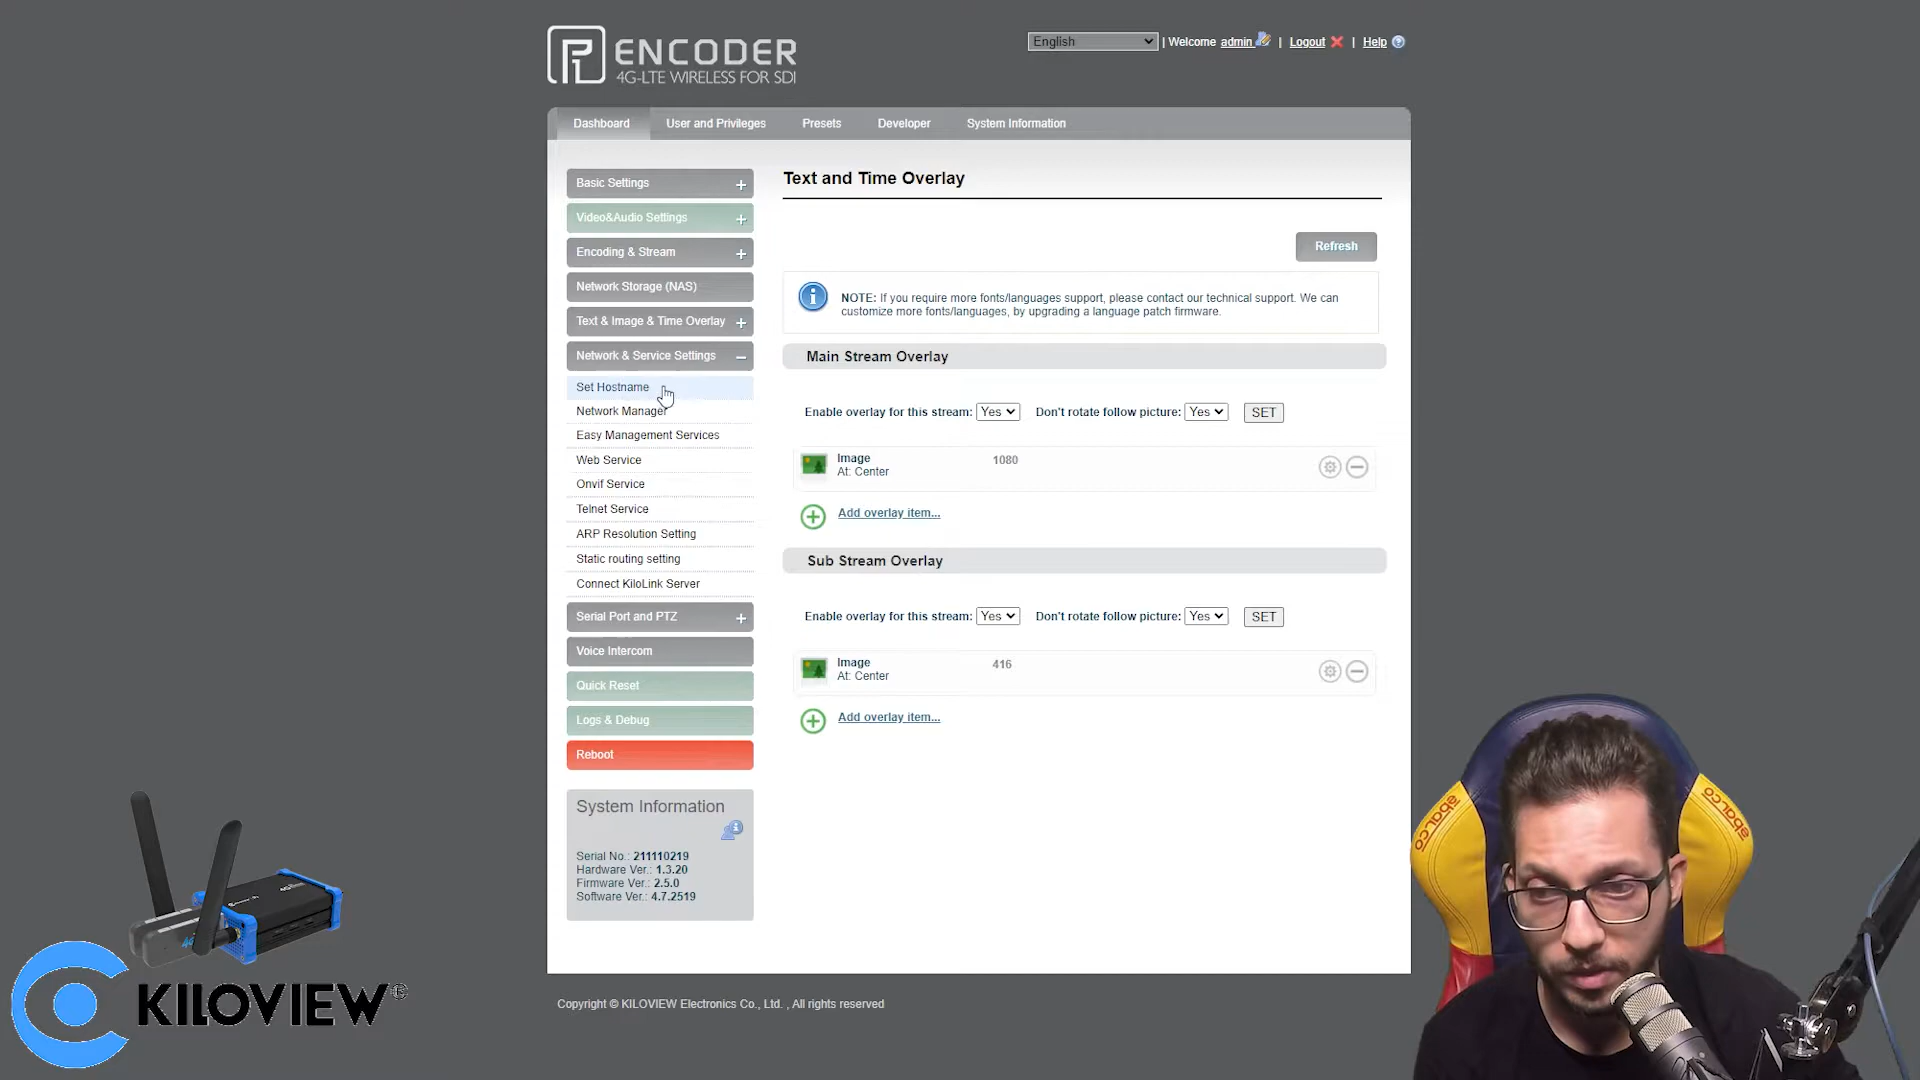 ENCODER
4G-LTE WIRELESS FOR SDI
English | Welcome admin | Logout | Help
Dashboard User and Privileges Presets Developer System Information
Basic Settings
Video&Audio Settings
Encoding & Stream
Network Storage (NAS)
Text & Image & Time Overlay
Network & Service Settings
Set Hostname
Network Manager
Easy Management Services
Web Service
Onvif Service
Telnet Service
ARP Resolution Setting
Static routing setting
Connect KiloLink Server
Serial Port and PTZ
Voice Intercom
Quick Reset
Logs & Debug
Reboot
System Information
Serial No.: 211110219
Hardware Ver.: 1.3.20
Firmware Ver.: 2.5.0
Software Ver.: 4.7.2519
Text and Time Overlay
Refresh
NOTE: If you require more fonts/languages support, please contact our technical support. We can
customize more fonts/languages, by upgrading a language patch firmware.
Main Stream Overlay
Enable overlay for this stream: Yes Don't rotate follow picture: Yes SET
Image 1080
At: Center
Add overlay item...
Sub Stream Overlay
Enable overlay for this stream: Yes Don't rotate follow picture: Yes SET
Image 416
At: Center
Add overlay item...
Copyright © KILOVIEW Electronics Co., Ltd. , All rights reserved
KILOVIEW®
sparco
sparco
4G